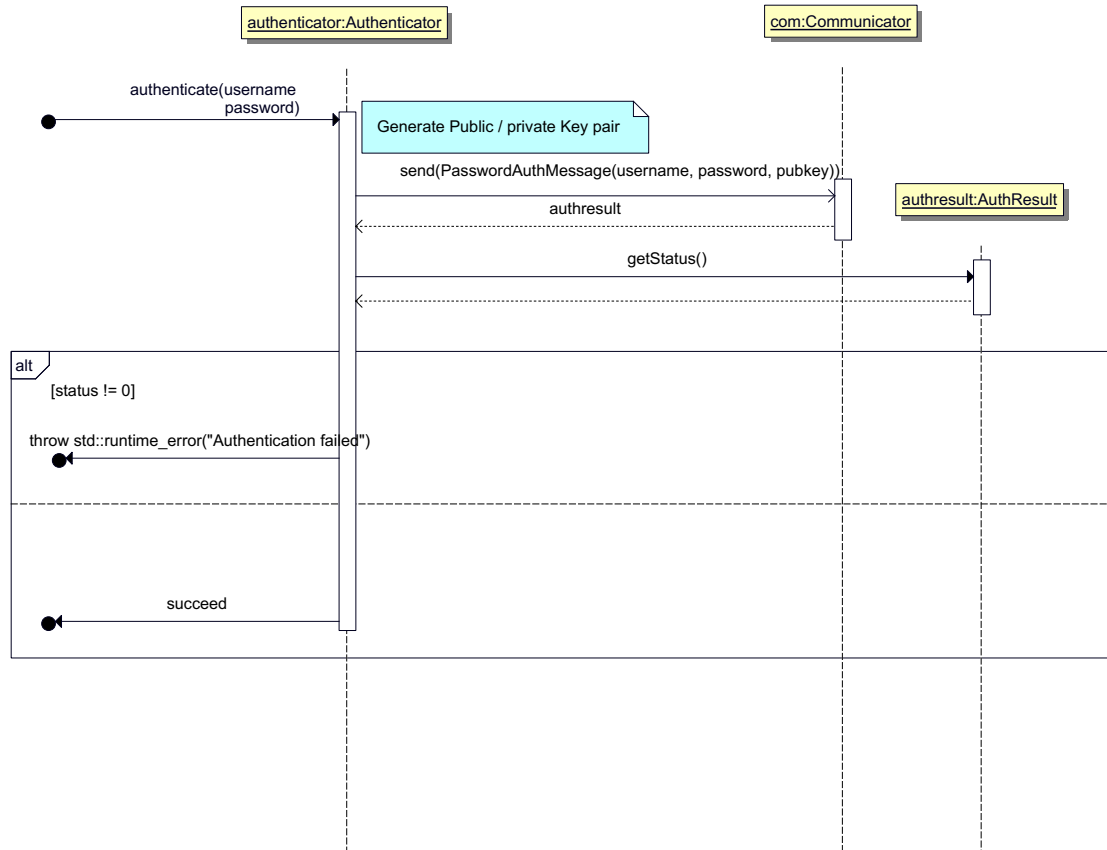 authenticator:Authenticator
com:Communicator
authenticate(username
password)
Generate Public / private Key pair
send(PasswordAuthMessage(username, password, pubkey))
authresult:AuthResult
authresult
getStatus()
alt
[status != 0]
throw std::runtime_error("Authentication failed")
succeed